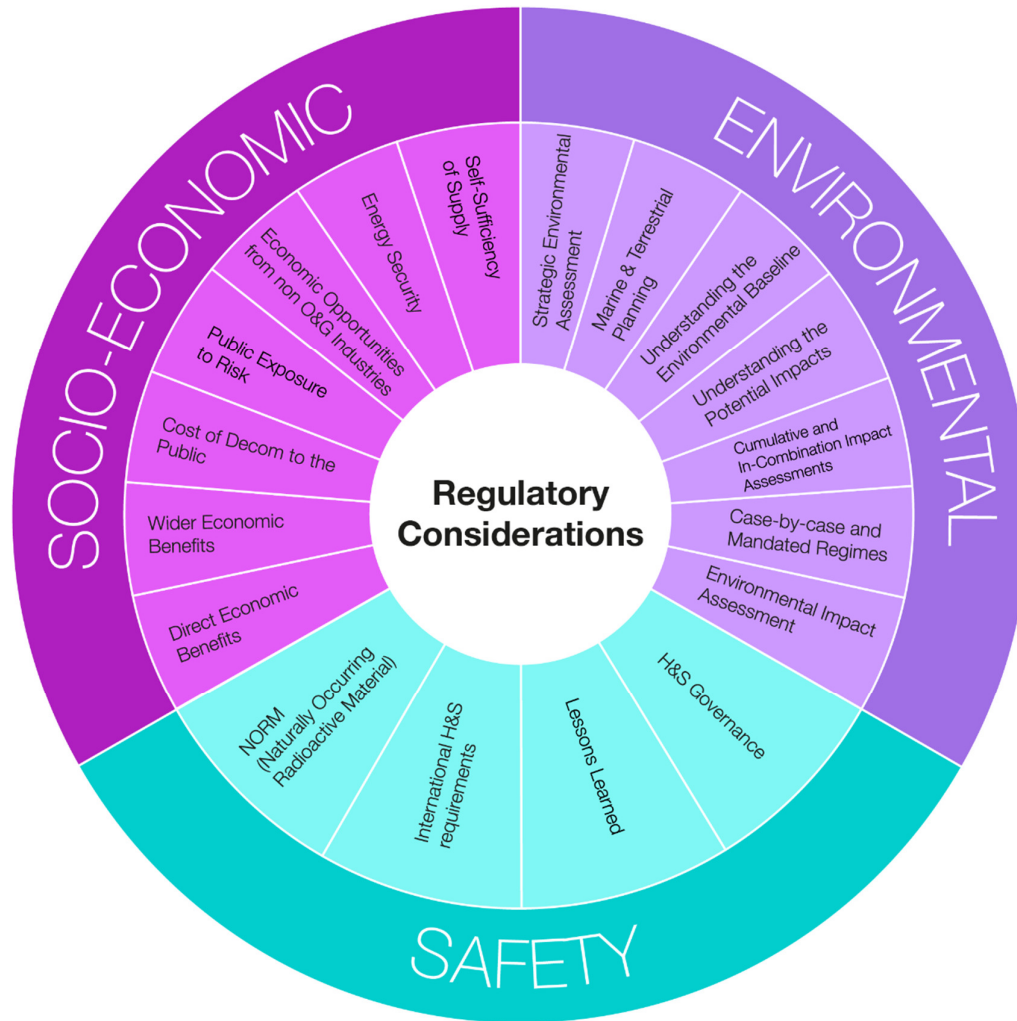 SOCIO-ECONOMIC
ENVIRONMENTAL
SAFETY
Regulatory
Considerations
Strategic Environmental
Assessment
Marine & Terrestrial
Planning
Understanding the
Environmental Baseline
Understanding the
Potential Impacts
Cumulative and
In-Combination Impact
Assessments
Case-by-case and
Mandated Regimes
Environmental Impact
Assessment
H&S Governance
Lessons Learned
International H&S
requirements
NORM
(Naturally Occurring
Radioactive Material)
Direct Economic
Benefits
Wider Economic
Benefits
Cost of Decom to the
Public
Public Exposure
to Risk
Economic Opportunities
from non O&G Industries
Energy Security
Self-Sufficiency
of Supply